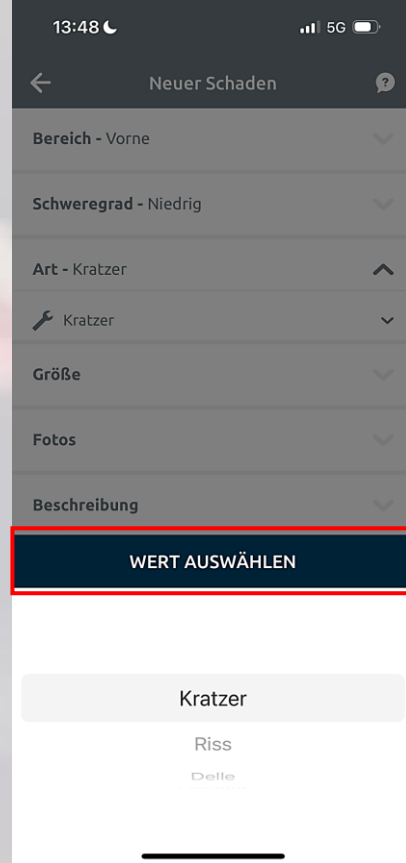 13:48 5G
Neuer Schaden ?
Bereich - Vorne
Schweregrad - Niedrig
Art - Kratzer
Kratzer
Größe
Fotos
Beschreibung
WERT AUSWÄHLEN
Kratzer
Riss
Delle